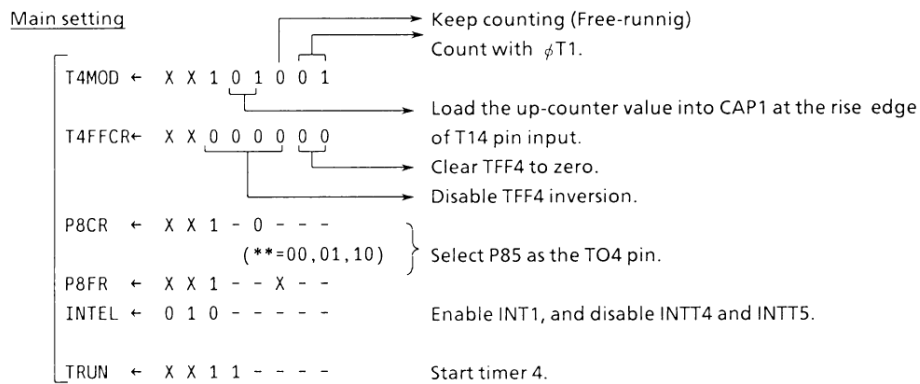 Main setting
Keep counting (Free-runnig)
Count with ϕT1.
T4MOD ← X X 1 0 1 0 0 1
Load the up-counter value into CAP1 at the rise edge
of T14 pin input.
T4FFCR← X X 0 0 0 0 0 0
Clear TFF4 to zero.
Disable TFF4 inversion.
P8CR ← X X 1 - 0 - - -
(**=00,01,10)
Select P85 as the TO4 pin.
P8FR ← X X 1 - - X - -
INTEL ← 0 1 0 - - - - -
Enable INT1, and disable INTT4 and INTT5.
TRUN ← X X 1 1 - - - -
Start timer 4.